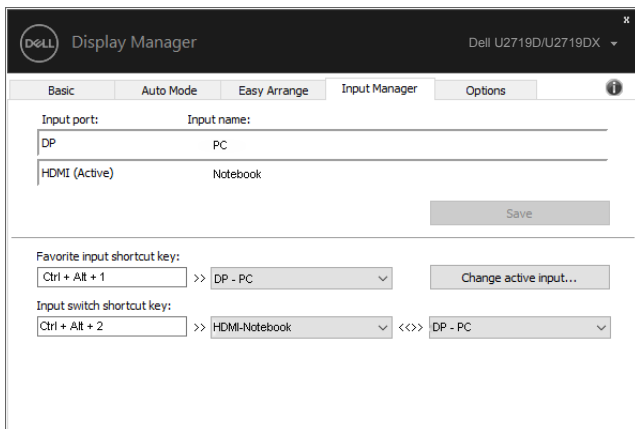 DELL Display Manager Dell U2719D/U2719DX
x
Basic Auto Mode Easy Arrange Input Manager Options i
Input port: Input name:
DP PC
HDMI (Active) Notebook
Save
Favorite input shortcut key:
Ctrl + Alt + 1 >> DP - PC Change active input...
Input switch shortcut key:
Ctrl + Alt + 2 >> HDMI-Notebook <<>> DP - PC